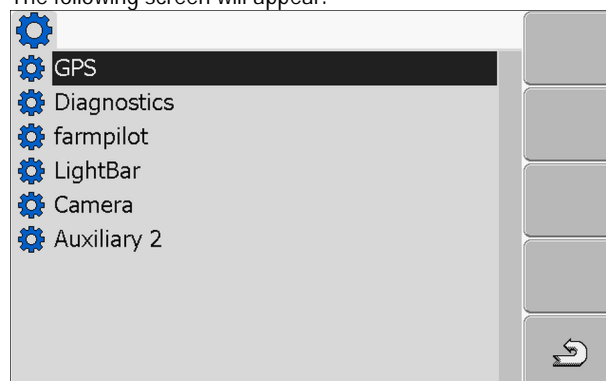 The following screen will appear:
GPS
Diagnostics
farmpilot
LightBar
Camera
Auxiliary 2